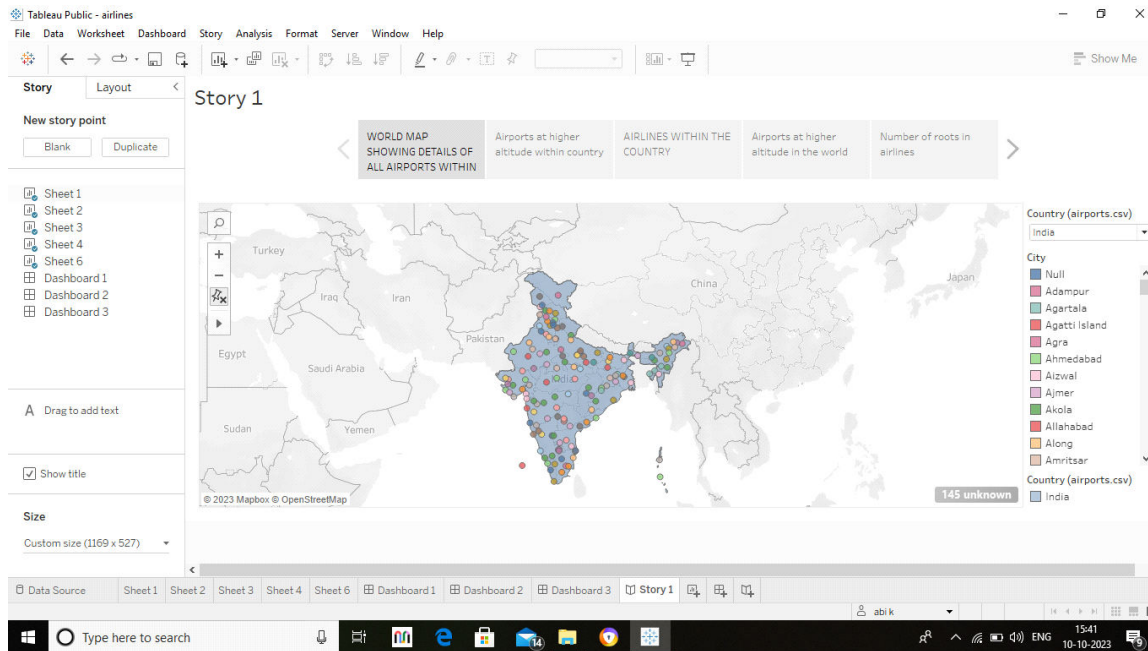 Tableau Public - airlines
File Data Worksheet Dashboard Story Analysis Format Server Window Help
Show Me
Story Layout
New story point
Blank Duplicate
Sheet 1
Sheet 2
Sheet 3
Sheet 4
Sheet 6
Dashboard 1
Dashboard 2
Dashboard 3
A Drag to add text
Show title
Size
Custom size (1169 x 527)
Story 1
WORLD MAP
SHOWING DETAILS OF
ALL AIRPORTS WITHIN
Airports at higher
altitude within country
AIRLINES WITHIN THE
COUNTRY
Airports at higher
altitude in the world
Number of roots in
airlines
Turkey
Iraq
Iran
Egypt
Saudi Arabia
Sudan
Yemen
Pakistan
India
China
Japan
© 2023 Mapbox © OpenStreetMap
145 unknown
Country (airports.csv)
India
City
Null
Adampur
Agartala
Agatti Island
Agra
Ahmedabad
Aizwal
Ajmer
Akola
Allahabad
Along
Amritsar
Country (airports.csv)
India
Data Source Sheet 1 Sheet 2 Sheet 3 Sheet 4 Sheet 6 Dashboard 1 Dashboard 2 Dashboard 3 Story 1
abi k
Type here to search
14
ENG
15:41
10-10-2023
9